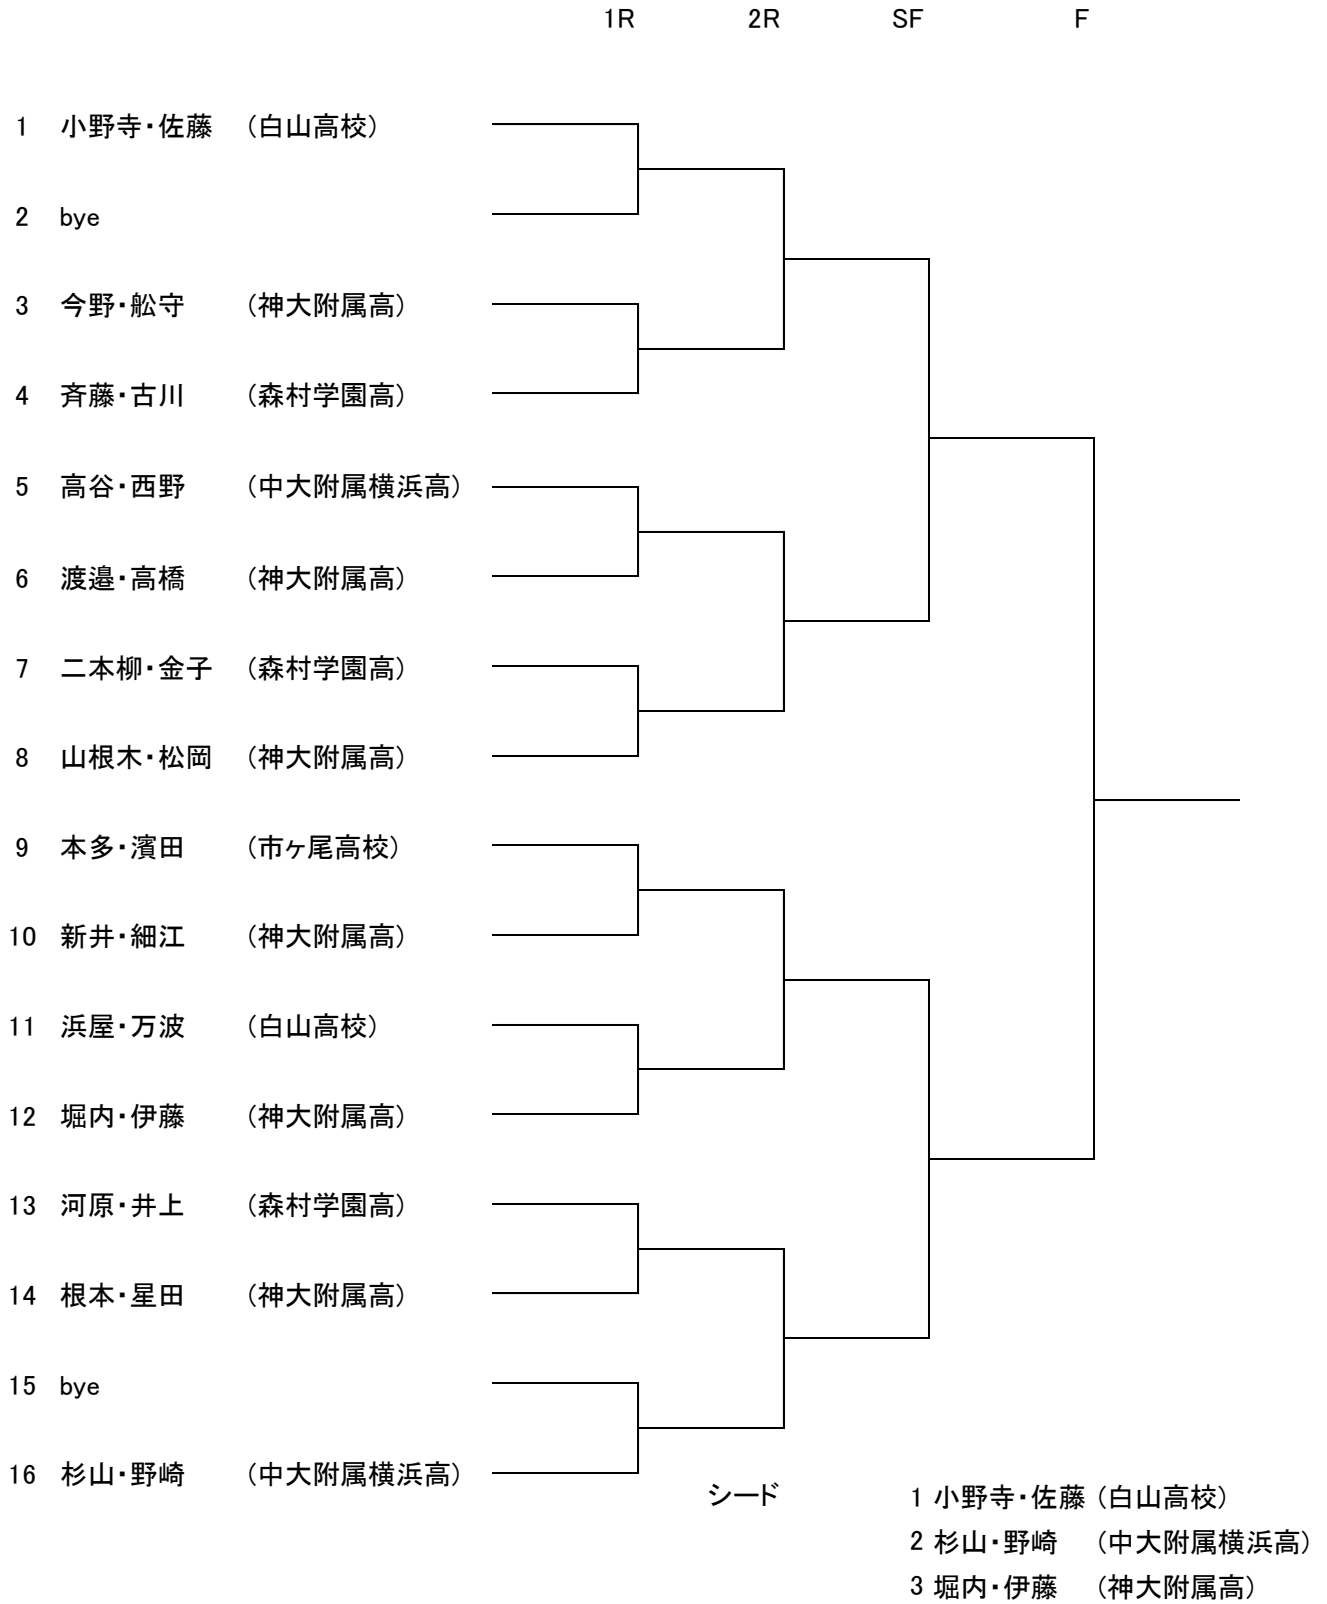 1R 2R SF F
1 小野寺・佐藤 (白山高校)
2 bye
3 今野・舩守 (神大附属高)
4 斉藤・古川 (森村学園高)
5 高谷・西野 (中大附属横浜高)
6 渡邉・高橋 (神大附属高)
7 二本柳・金子 (森村学園高)
8 山根木・松岡 (神大附属高)
9 本多・濱田 (市ヶ尾高校)
10 新井・細江 (神大附属高)
11 浜屋・万波 (白山高校)
12 堀内・伊藤 (神大附属高)
13 河原・井上 (森村学園高)
14 根本・星田 (神大附属高)
15 bye
16 杉山・野崎 (中大附属横浜高)
シード 1 小野寺・佐藤 (白山高校)
2 杉山・野崎 (中大附属横浜高)
3 堀内・伊藤 (神大附属高)